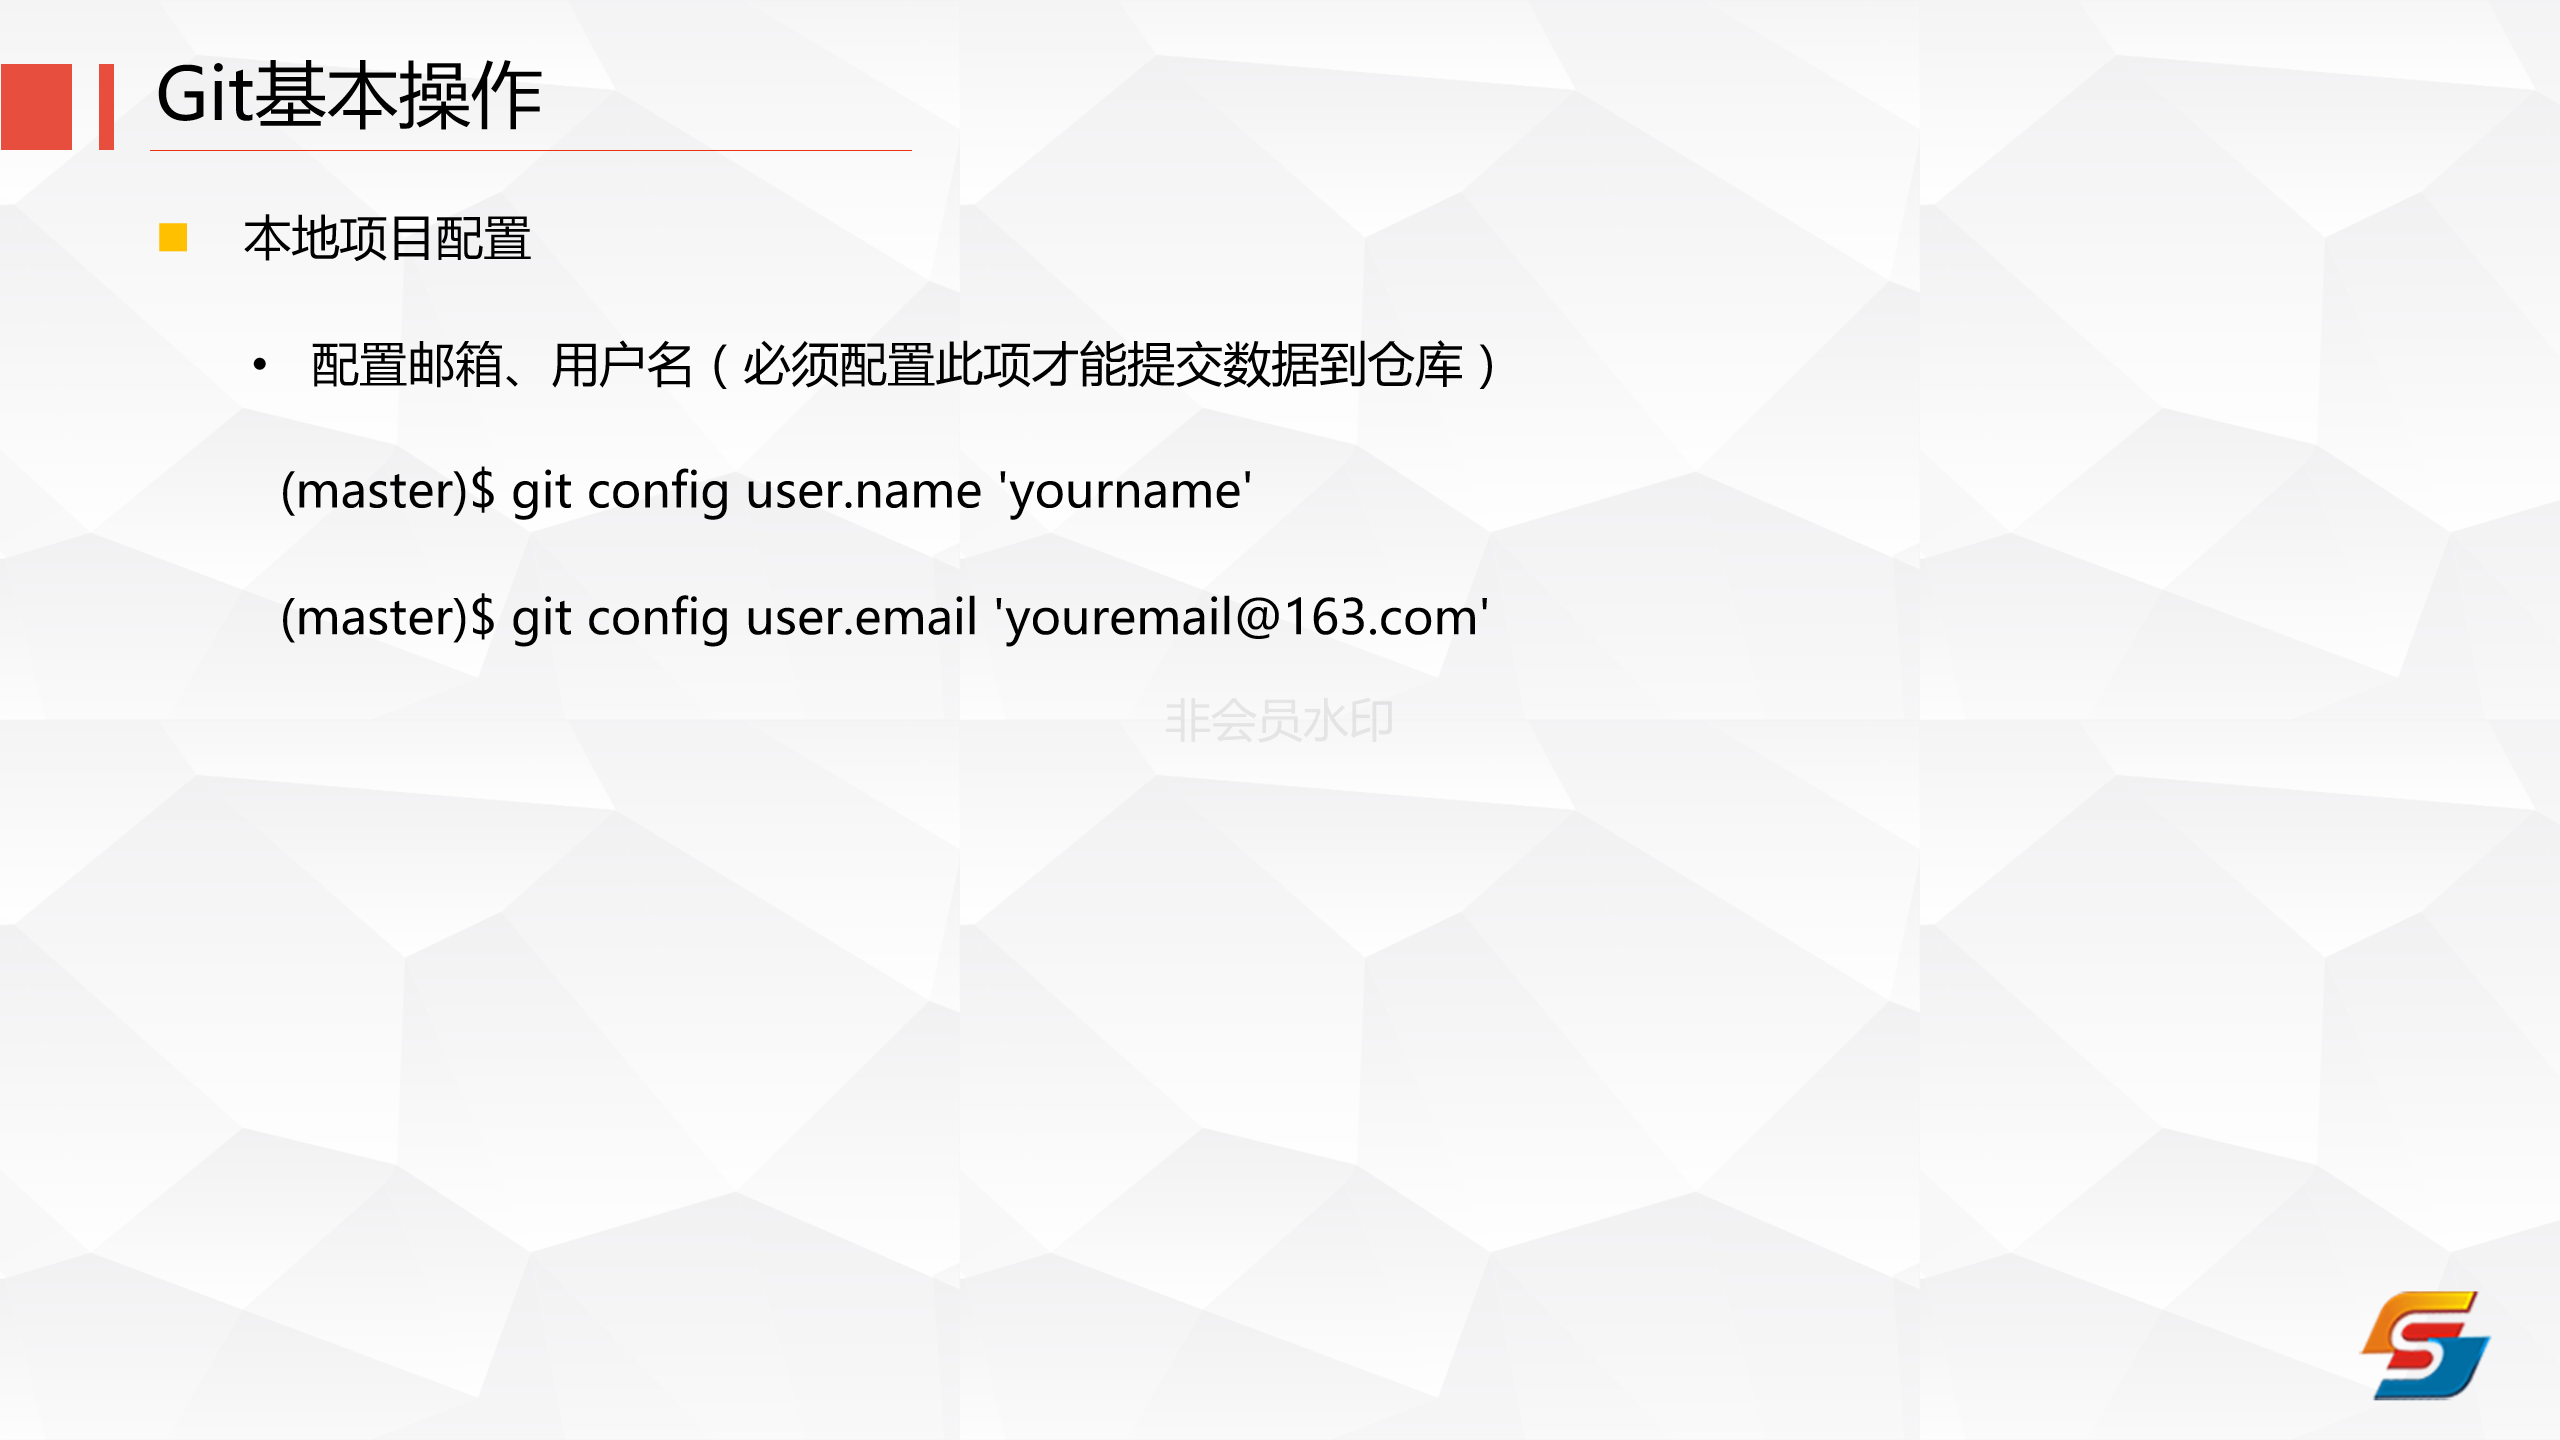 Git基本操作
本地项目配置
• 配置邮箱、用户名（必须配置此项才能提交数据到仓库）
(master)$ git config user.name 'yourname'
(master)$ git config user.email 'youremail@163.com'
非会员水印